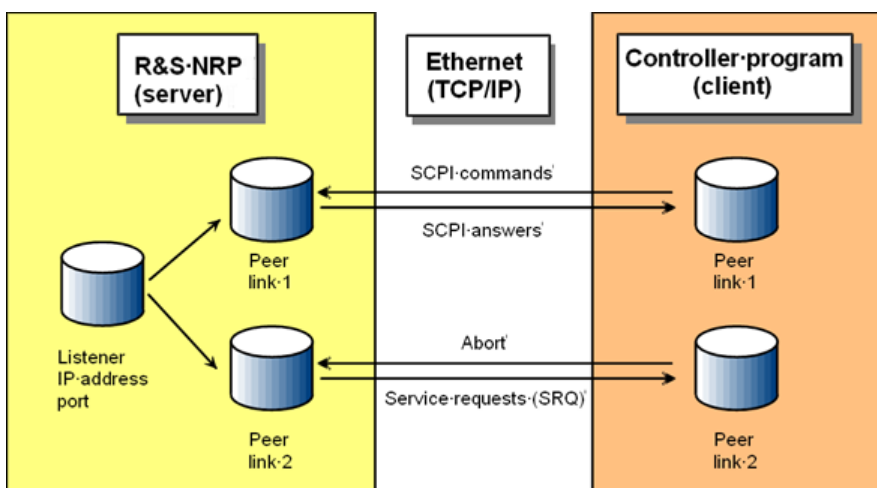 R&S·NRP
(server)
Ethernet
(TCP/IP)
Controller·program
(client)
SCPI·commands
SCPI·answers
Peer
link·1
Peer
link·1
Listener
IP·address
port
Abort
Service·requests·(SRQ)
Peer
link·2
Peer
link·2